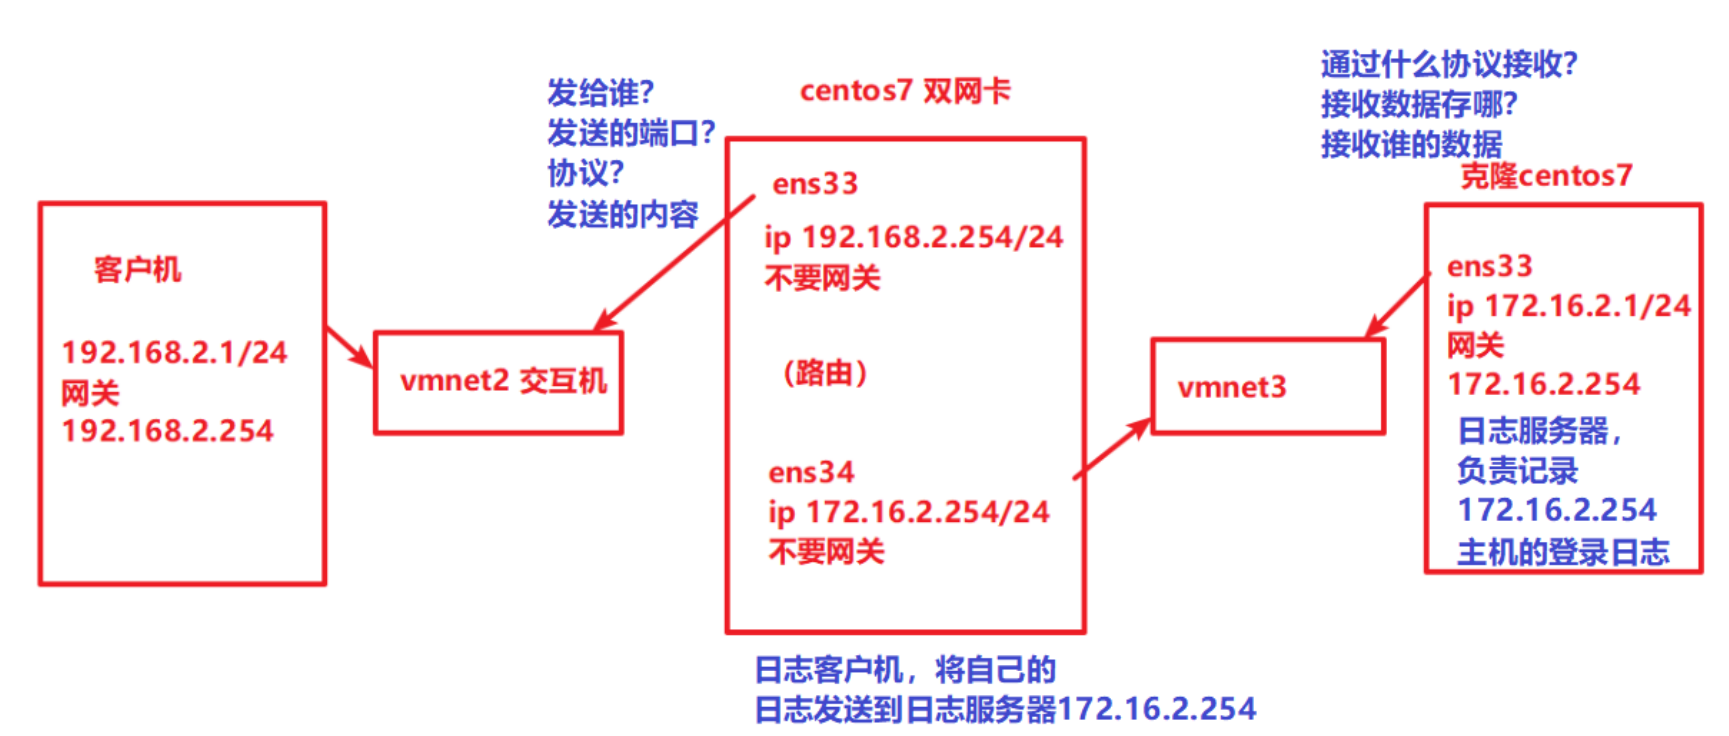 客户机
192.168.2.1/24
网关
192.168.2.254
vmnet2 交互机
发给谁?
发送的端口?
协议?
发送的内容
centos7 双网卡
ens33
ip 192.168.2.254/24
不要网关
（路由）
ens34
ip 172.16.2.254/24
不要网关
日志客户机，将自己的
日志发送到日志服务器172.16.2.254
vmnet3
通过什么协议接收?
接收数据存哪?
接收谁的数据
克隆centos7
ens33
ip 172.16.2.1/24
网关
172.16.2.254
日志服务器，
负责记录
172.16.2.254
主机的登录日志